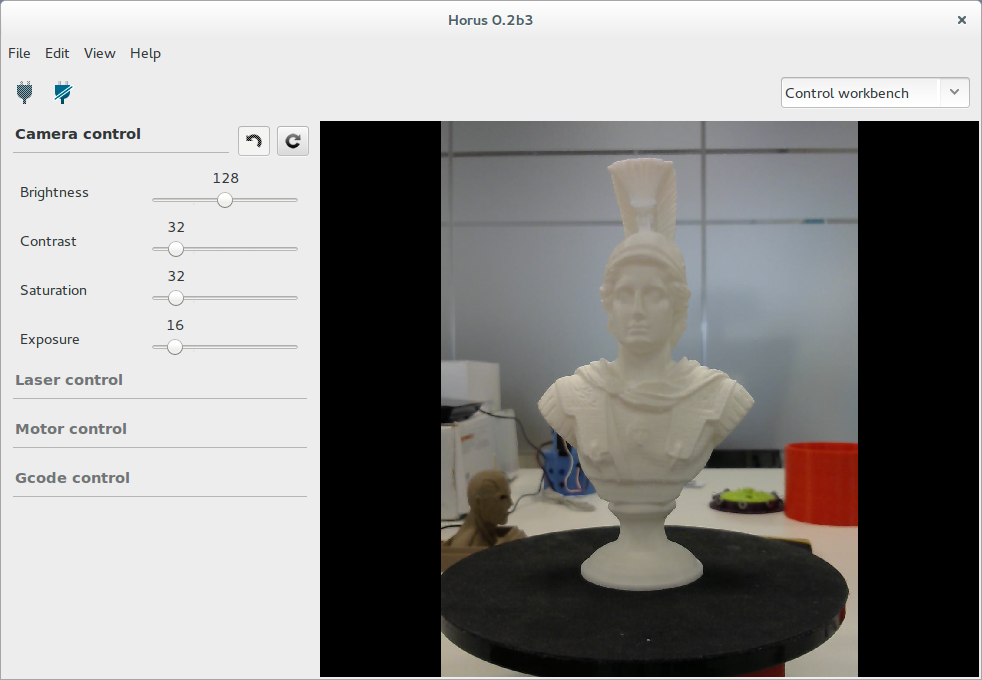 Horus 0.2b3
File Edit View Help
Control workbench
Camera control
128
Brightness
32
Contrast
32
Saturation
16
Exposure
Laser control
Motor control
Gcode control